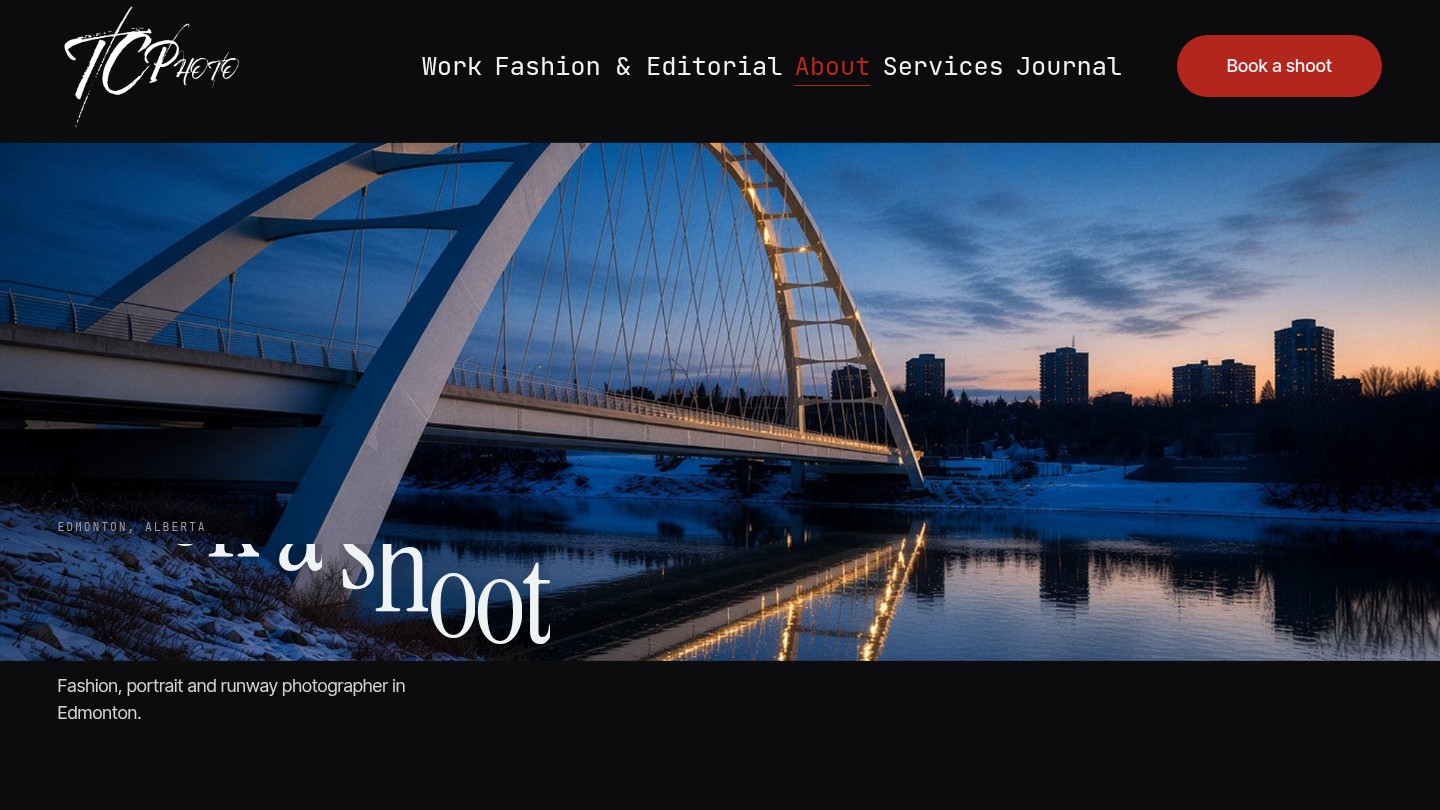 TCPHOTO
Work Fashion & Editorial About Services Journal
Book a shoot
EDMONTON, ALBERTA
a shoot
Fashion, portrait and runway photographer in
Edmonton.